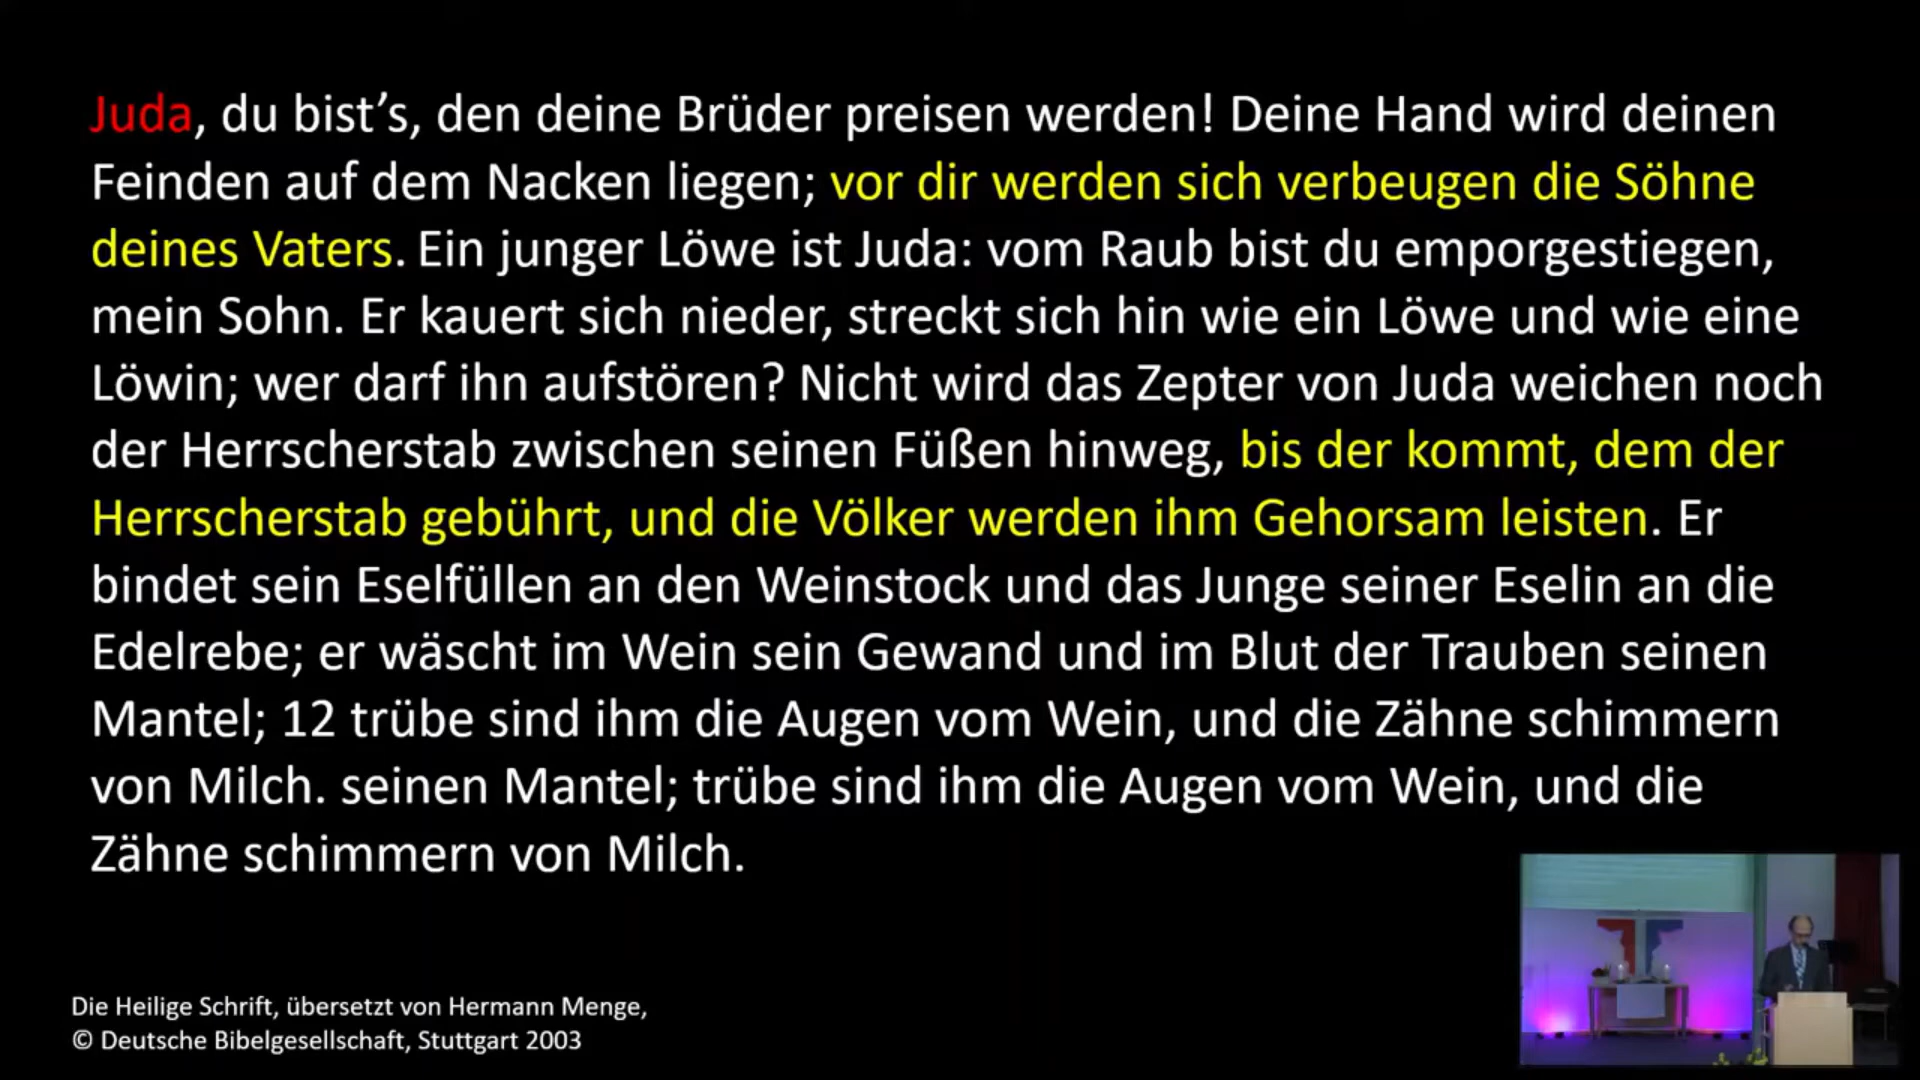 Juda, du bist’s, den deine Brüder preisen werden! Deine Hand wird deinen
Feinden auf dem Nacken liegen; vor dir werden sich verbeugen die Söhne
deines Vaters. Ein junger Löwe ist Juda: vom Raub bist du emporgestiegen,
mein Sohn. Er kauert sich nieder, streckt sich hin wie ein Löwe und wie eine
Löwin; wer darf ihn aufstören? Nicht wird das Zepter von Juda weichen noch
der Herrscherstab zwischen seinen Füßen hinweg, bis der kommt, dem der
Herrscherstab gebührt, und die Völker werden ihm Gehorsam leisten. Er
bindet sein Eselfüllen an den Weinstock und das Junge seiner Eselin an die
Edelrebe; er wäscht im Wein sein Gewand und im Blut der Trauben seinen
Mantel; 12 trübe sind ihm die Augen vom Wein, und die Zähne schimmern
von Milch. seinen Mantel; trübe sind ihm die Augen vom Wein, und die
Zähne schimmern von Milch.
Die Heilige Schrift, übersetzt von Hermann Menge,
© Deutsche Bibelgesellschaft, Stuttgart 2003